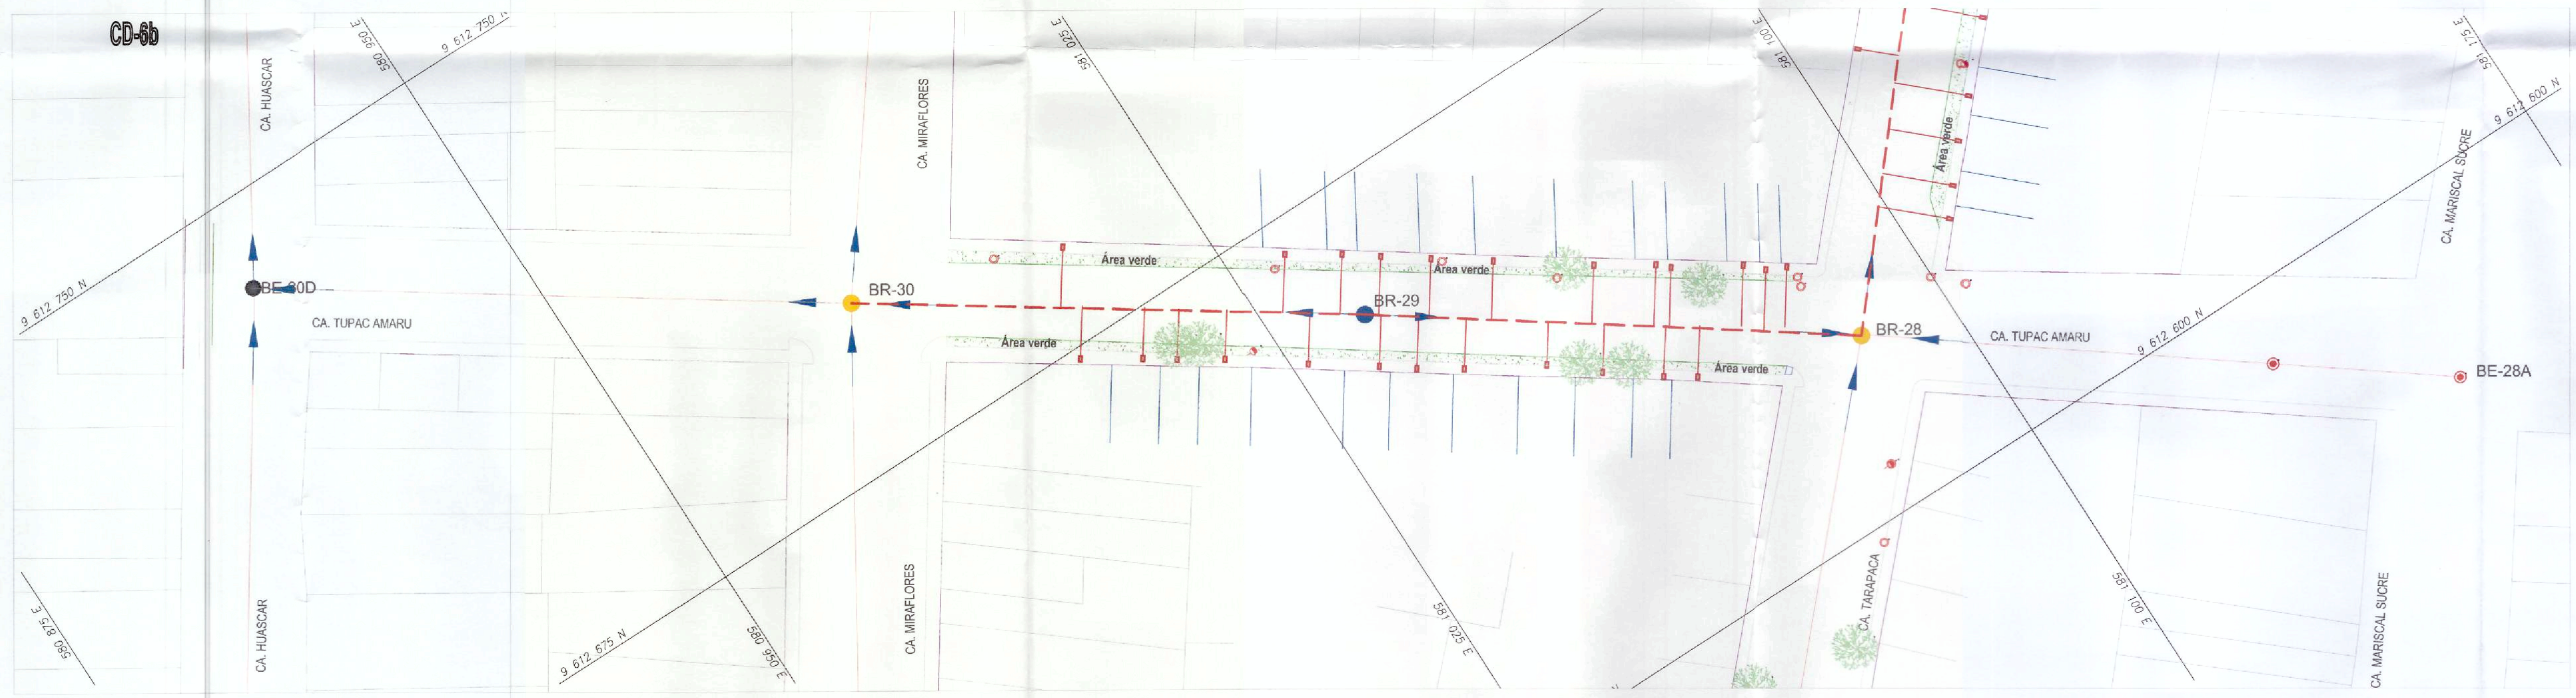 CD-6b
CA. HUASCAR
580 950 E
9 612 750 N
CA. MIRAFLORES
581 025 E
581 100 E
Área verde
581 175 E
9 612 600 N
CA. MARISCAL SUCRE
9 612 750 N
BE-30D
CA. TUPAC AMARU
BR-30
Área verde
Área verde
BR-29
Área verde
Área verde
BR-28
CA. TUPAC AMARU
9 612 600 N
BE-28A
580 875 E
CA. HUASCAR
9 612 675 N
580 950 E
CA. MIRAFLORES
581 025 E
CA. TARAPACA
581 100 E
CA. MARISCAL SUCRE